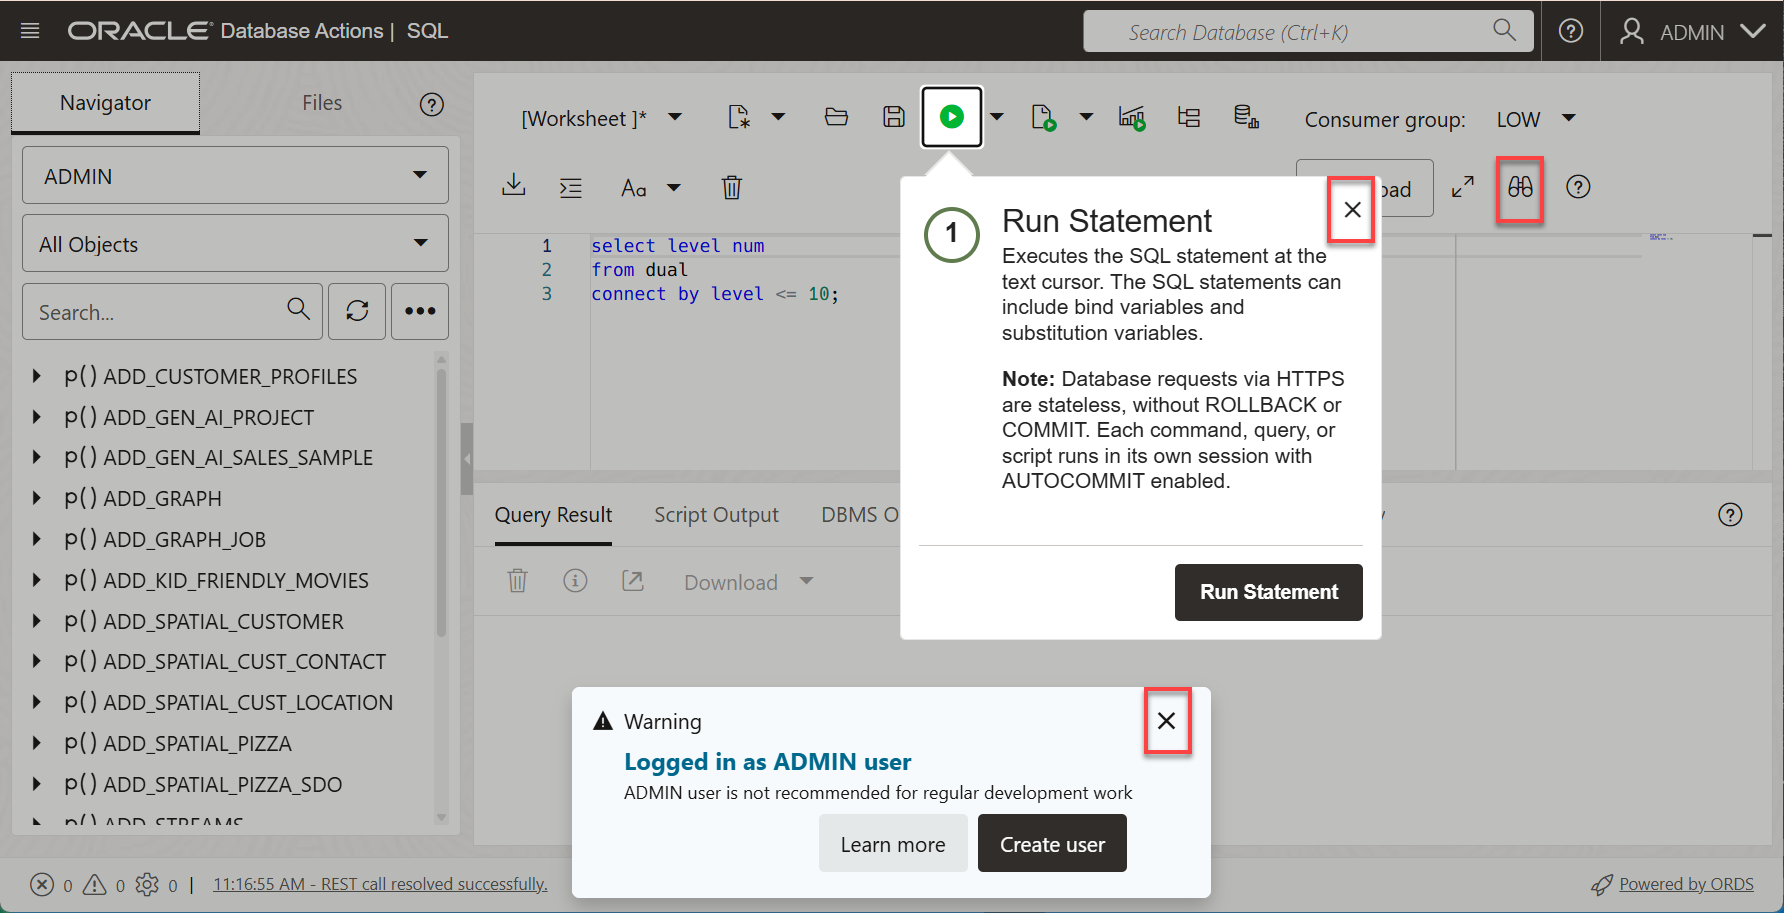 ORACLE Database Actions | SQL
Search Database (Ctrl+K)
ADMIN
Navigator
Files
[Worksheet ]*
Consumer group:
LOW
ADMIN
All Objects
Search...
Aa
1 select level num
2 from dual
3 connect by level <= 10;
1
Run Statement
Executes the SQL statement at the
text cursor. The SQL statements can
include bind variables and
substitution variables.
Note: Database requests via HTTPS
are stateless, without ROLLBACK or
COMMIT. Each command, query, or
script runs in its own session with
AUTOCOMMIT enabled.
Run Statement
p() ADD_CUSTOMER_PROFILES
p() ADD_GEN_AI_PROJECT
p() ADD_GEN_AI_SALES_SAMPLE
p() ADD_GRAPH
p() ADD_GRAPH_JOB
p() ADD_KID_FRIENDLY_MOVIES
p() ADD_SPATIAL_CUSTOMER
p() ADD_SPATIAL_CUST_CONTACT
p() ADD_SPATIAL_CUST_LOCATION
p() ADD_SPATIAL_PIZZA
p() ADD_SPATIAL_PIZZA_SDO
p() ADD_STREAMS
Query Result
Script Output
DBMS O
Download
Warning
Logged in as ADMIN user
ADMIN user is not recommended for regular development work
Learn more
Create user
0 0 0 | 11:16:55 AM - REST call resolved successfully.
Powered by ORDS